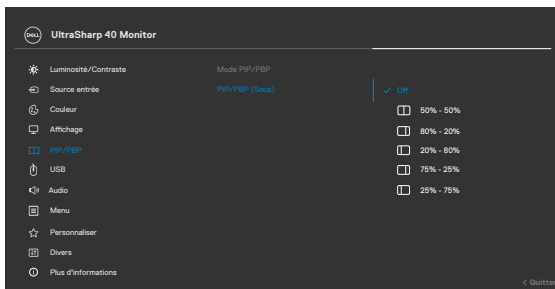 DELL UltraSharp 40 Monitor
Luminosité/Contraste Mode PIP/PBP
Source entrée PIP/PBP (Sous) Off
Couleur 50% - 50%
Affichage 80% - 20%
PIP/PBP 20% - 80%
USB 75% - 25%
Audio 25% - 75%
Menu
Personnaliser
Divers
Plus d'informations
< Quitter